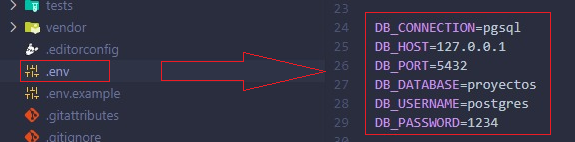 tests
vendor
.editorconfig
.env
.env.example
.gitattributes
.gitignore
23
24 DB_CONNECTION=pgsql
25 DB_HOST=127.0.0.1
26 DB_PORT=5432
27 DB_DATABASE=proyectos
28 DB_USERNAME=postgres
29 DB_PASSWORD=1234